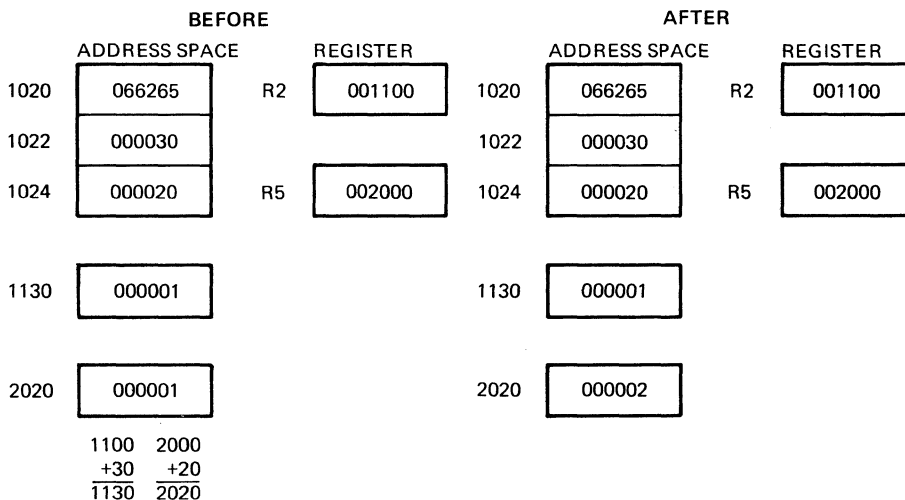 BEFORE AFTER
ADDRESS SPACE REGISTER ADDRESS SPACE REGISTER
1020 066265 R2 001100 1020 066265 R2 001100
1022 000030 1022 000030
1024 000020 R5 002000 1024 000020 R5 002000
1130 000001 1130 000001
2020 000001 2020 000002
1100 2000
+30 +20
1130 2020